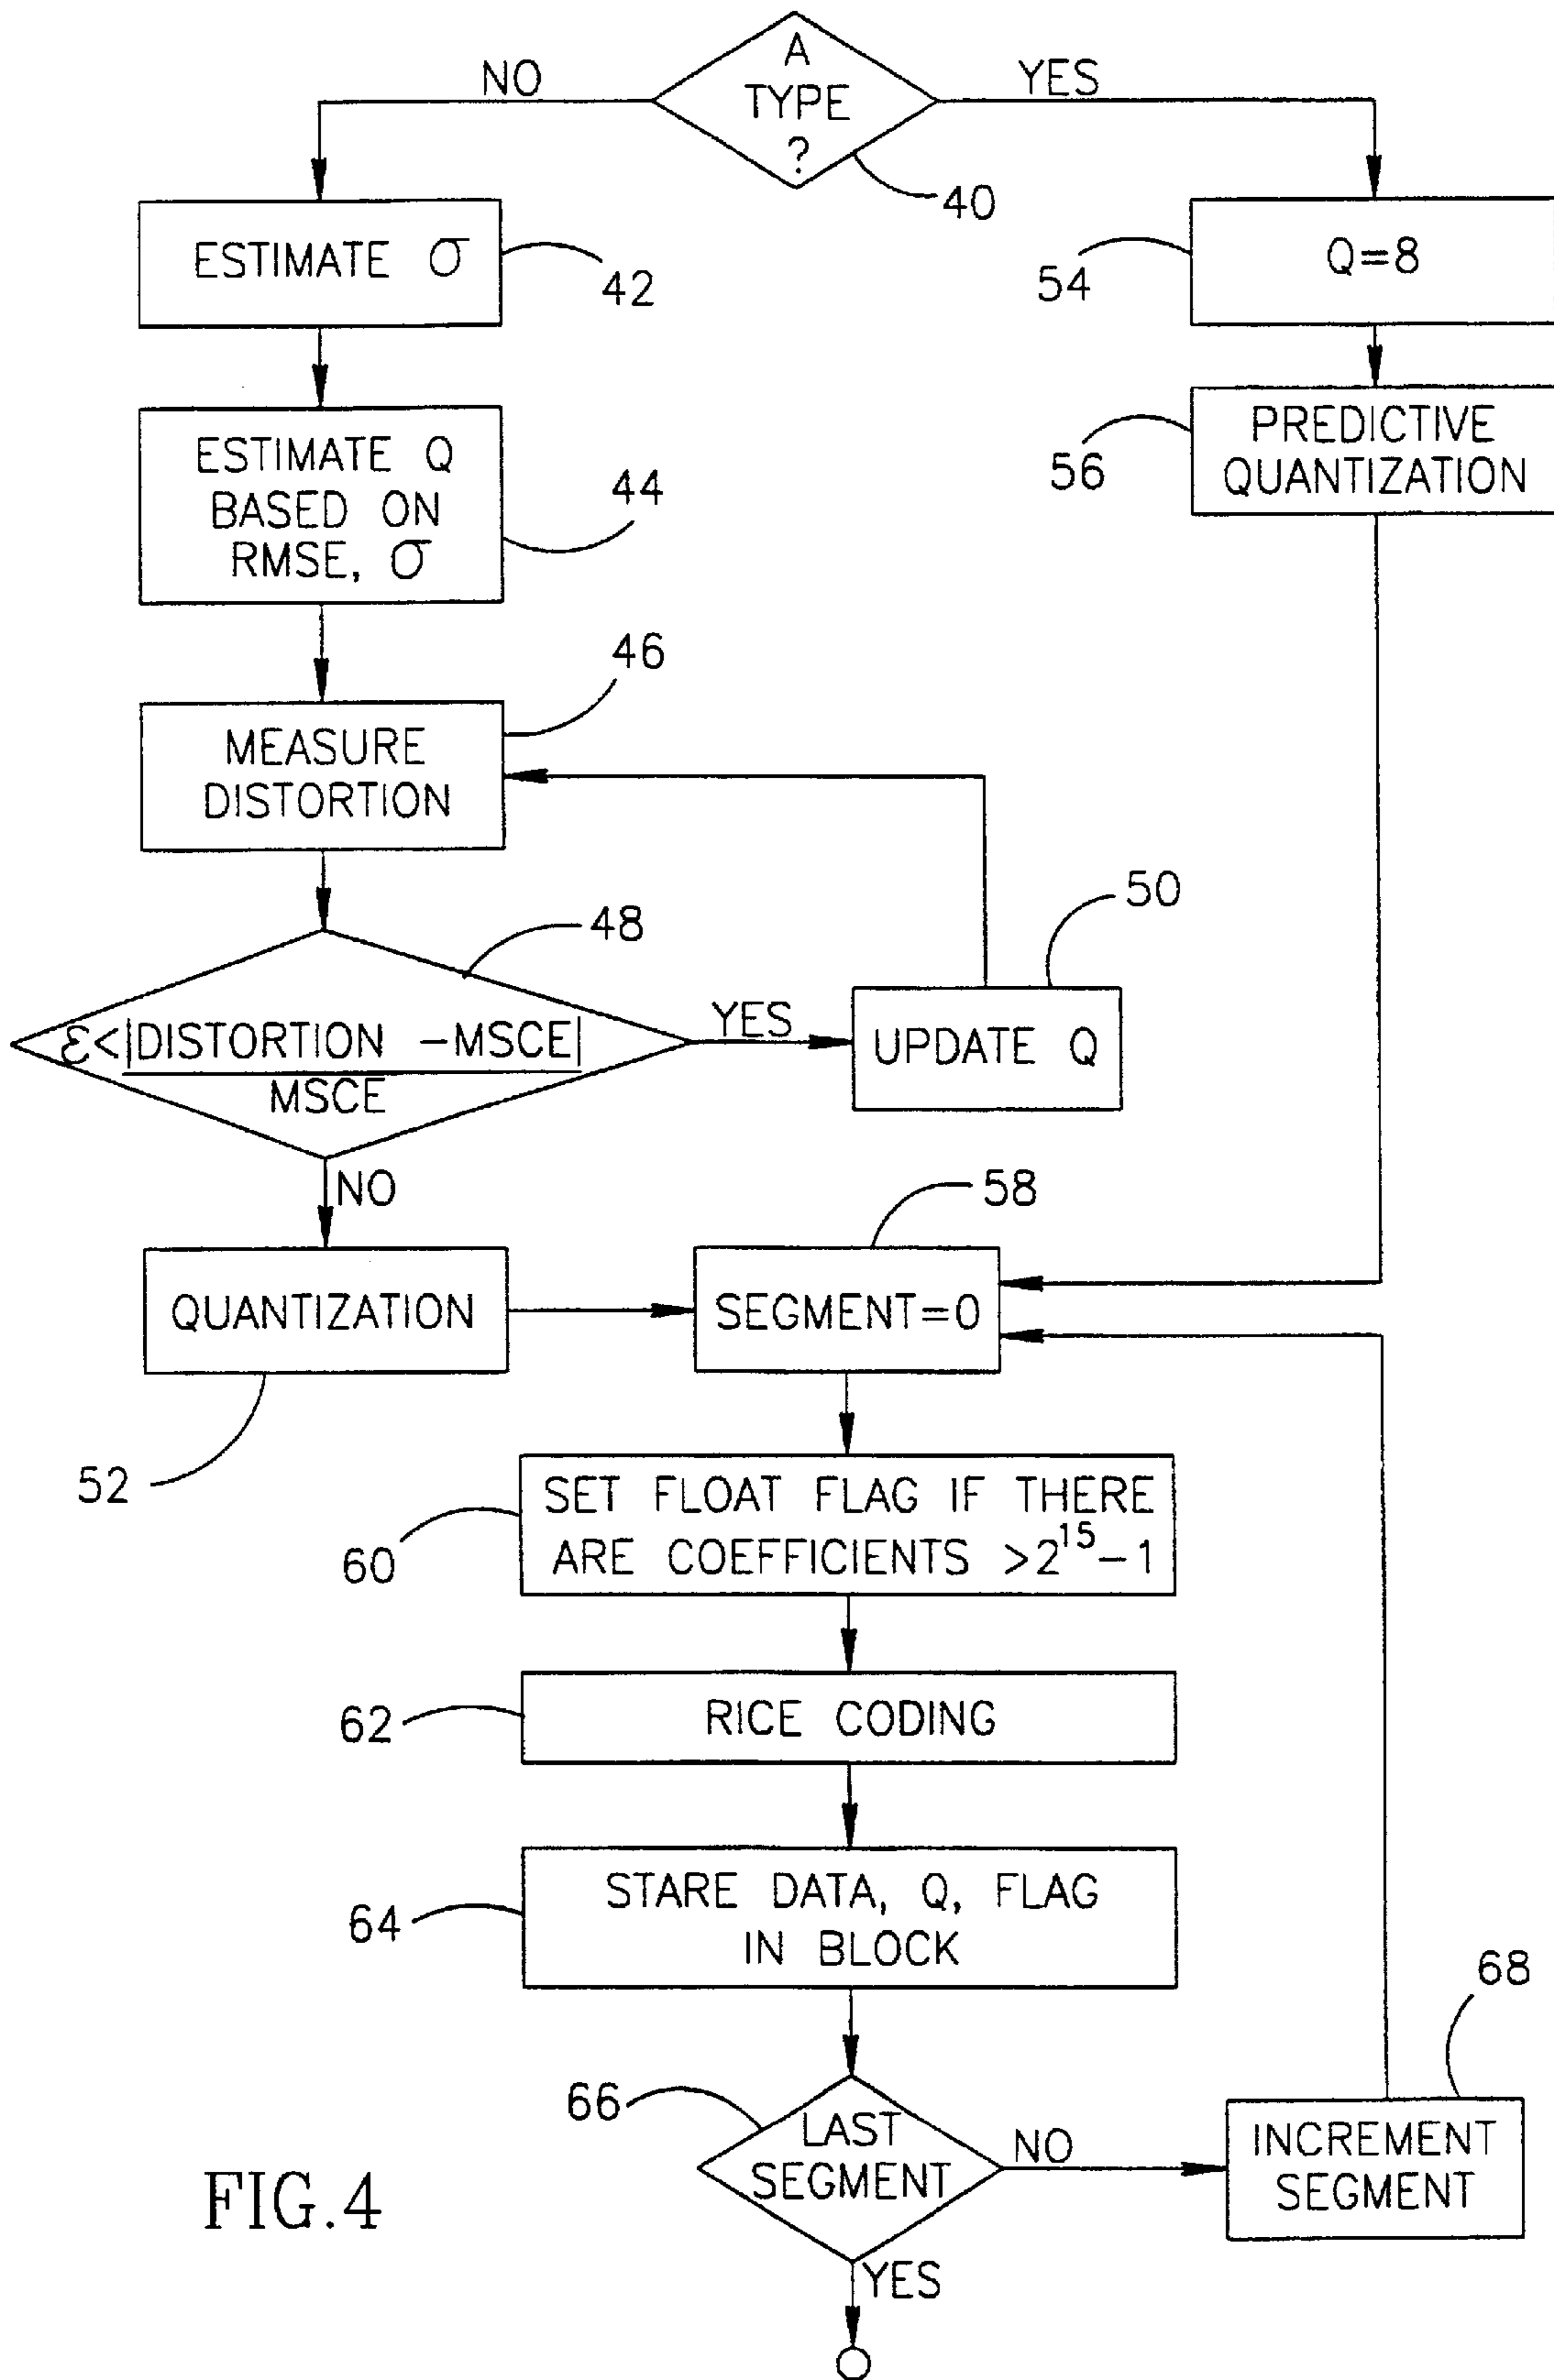 A
TYPE
?
NO
YES
40
ESTIMATE σ
42
54
Q=8
ESTIMATE Q
BASED ON
RMSE, σ
44
56
PREDICTIVE
QUANTIZATION
46
MEASURE
DISTORTION
48
50
ε<|DISTORTION -MSCE|
MSCE
YES
UPDATE Q
NO
58
QUANTIZATION
SEGMENT=0
52
60
SET FLOAT FLAG IF THERE
ARE COEFFICIENTS >2¹⁵-1
62
RICE CODING
64
STARE DATA, Q, FLAG
IN BLOCK
68
66
LAST
SEGMENT
NO
INCREMENT
SEGMENT
YES
FIG.4